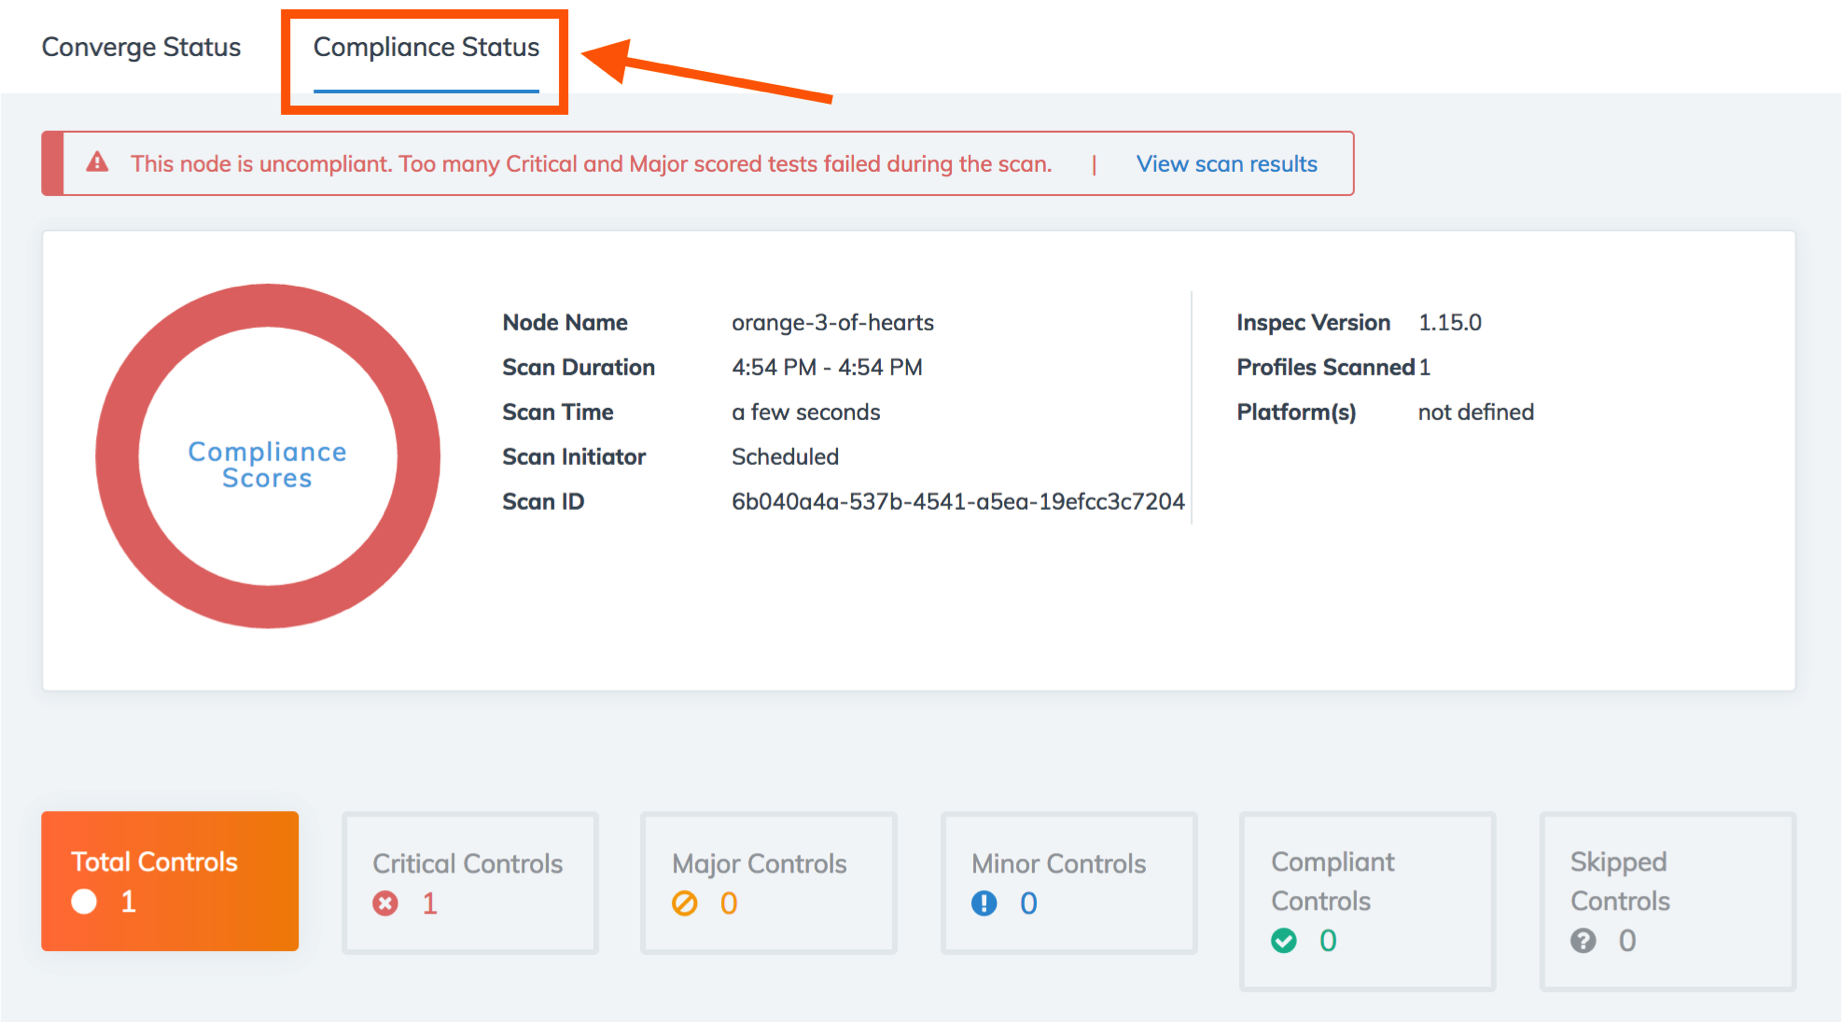 Converge Status
Compliance Status
This node is uncompliant. Too many Critical and Major scored tests failed during the scan. | View scan results
Compliance
Scores
Node Name orange-3-of-hearts
Scan Duration 4:54 PM - 4:54 PM
Scan Time a few seconds
Scan Initiator Scheduled
Scan ID 6b040a4a-537b-4541-a5ea-19efcc3c7204
Inspec Version 1.15.0
Profiles Scanned 1
Platform(s) not defined
Total Controls
1
Critical Controls
1
Major Controls
0
Minor Controls
0
Compliant
Controls
0
Skipped
Controls
0